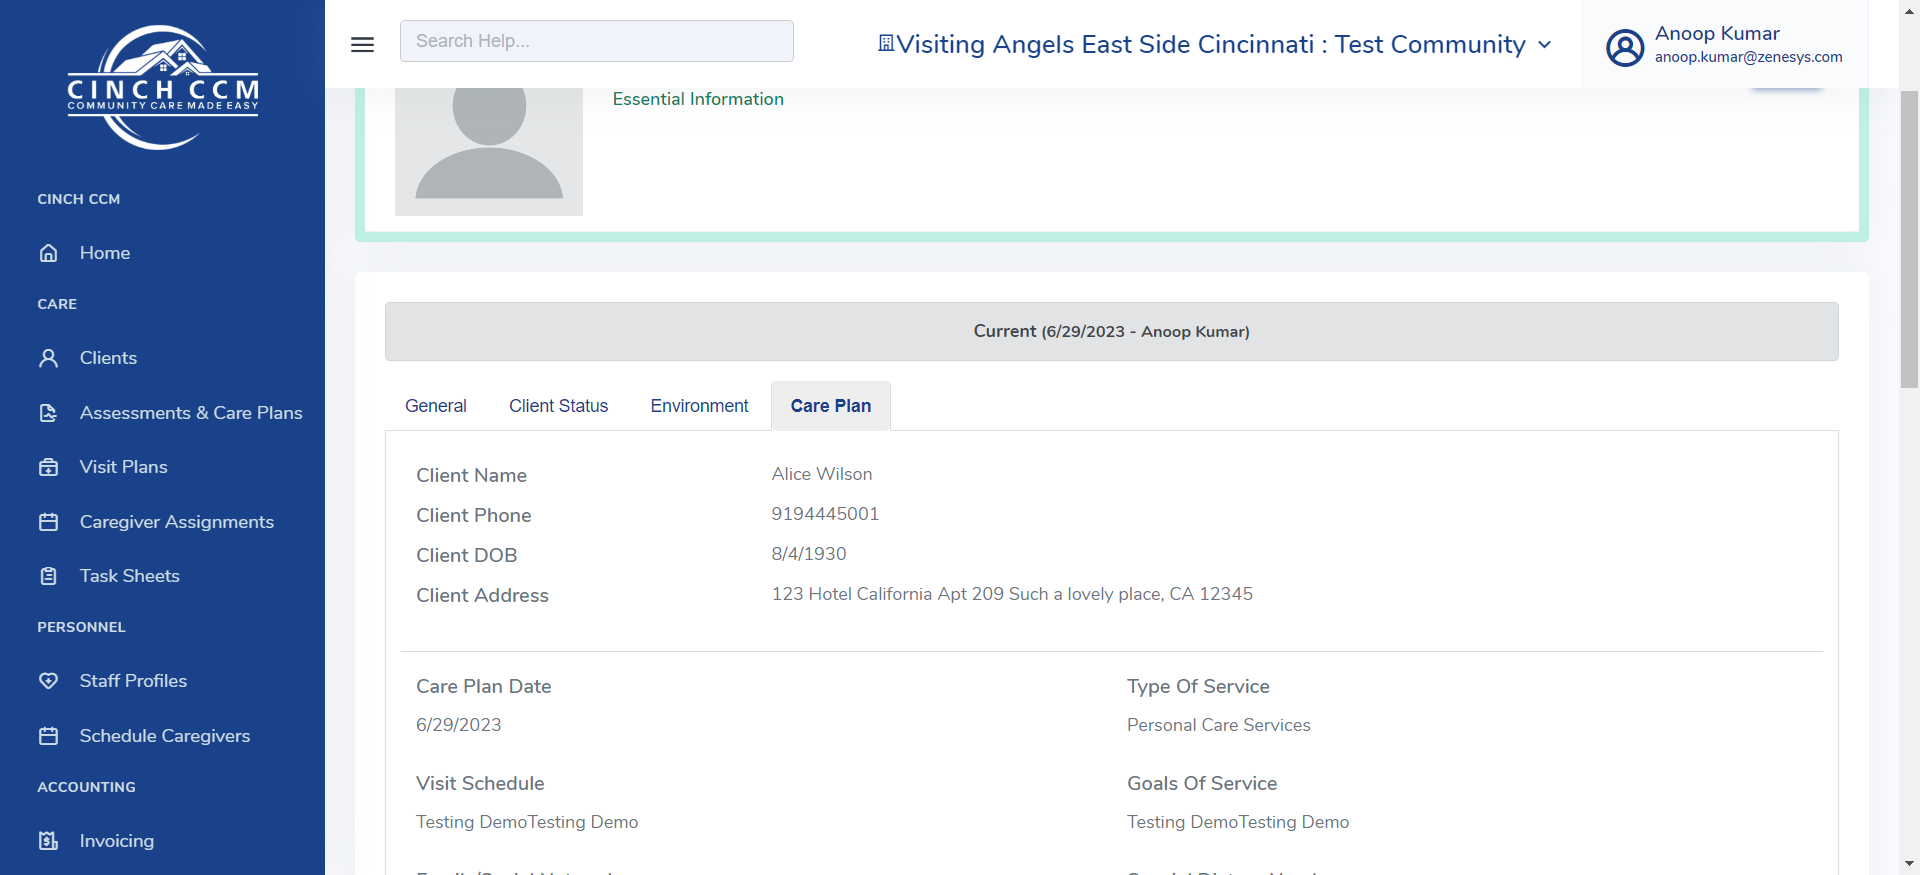 CINCH CCM
COMMUNITY CARE MADE EASY
Search Help...
Visiting Angels East Side Cincinnati : Test Community
Anoop Kumar
anoop.kumar@zenesys.com
CINCH CCM
Home
CARE
Clients
Assessments & Care Plans
Visit Plans
Caregiver Assignments
Task Sheets
PERSONNEL
Staff Profiles
Schedule Caregivers
ACCOUNTING
Invoicing
Essential Information
Current (6/29/2023 - Anoop Kumar)
General Client Status Environment Care Plan
Client Name Alice Wilson
Client Phone 9194445001
Client DOB 8/4/1930
Client Address 123 Hotel California Apt 209 Such a lovely place, CA 12345
Care Plan Date
6/29/2023
Type Of Service
Personal Care Services
Visit Schedule
Testing DemoTesting Demo
Goals Of Service
Testing DemoTesting Demo